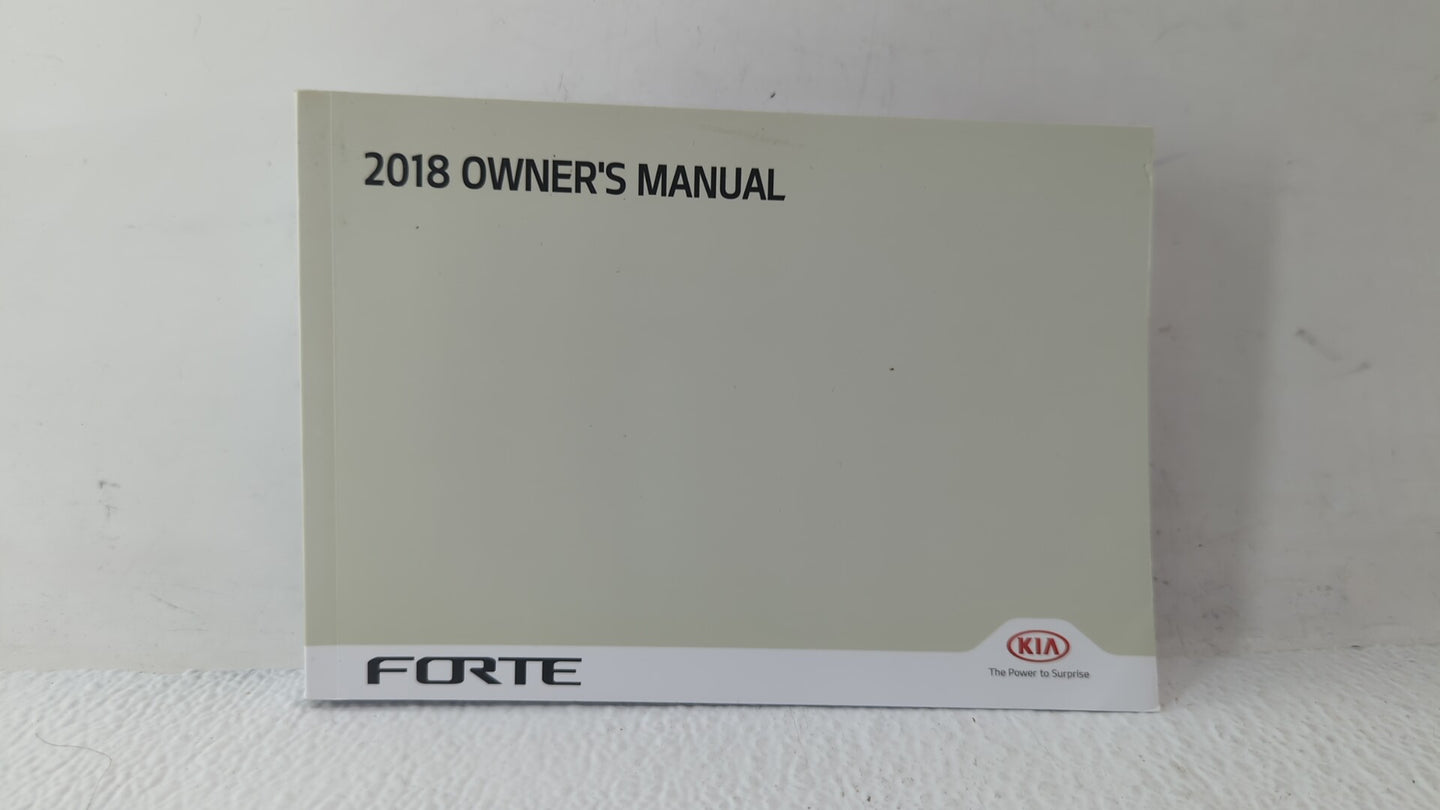 2018 OWNER'S MANUAL
FORTE
KIA
The Power to Surprise